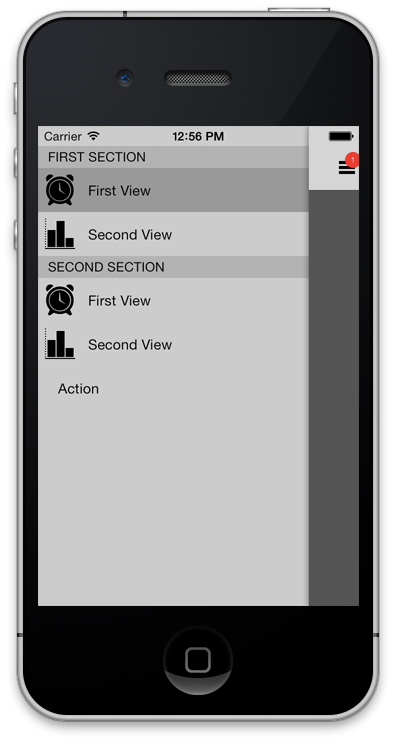 Carrier 12:56 PM
FIRST SECTION
1
First View
Second View
SECOND SECTION
First View
Second View
Action